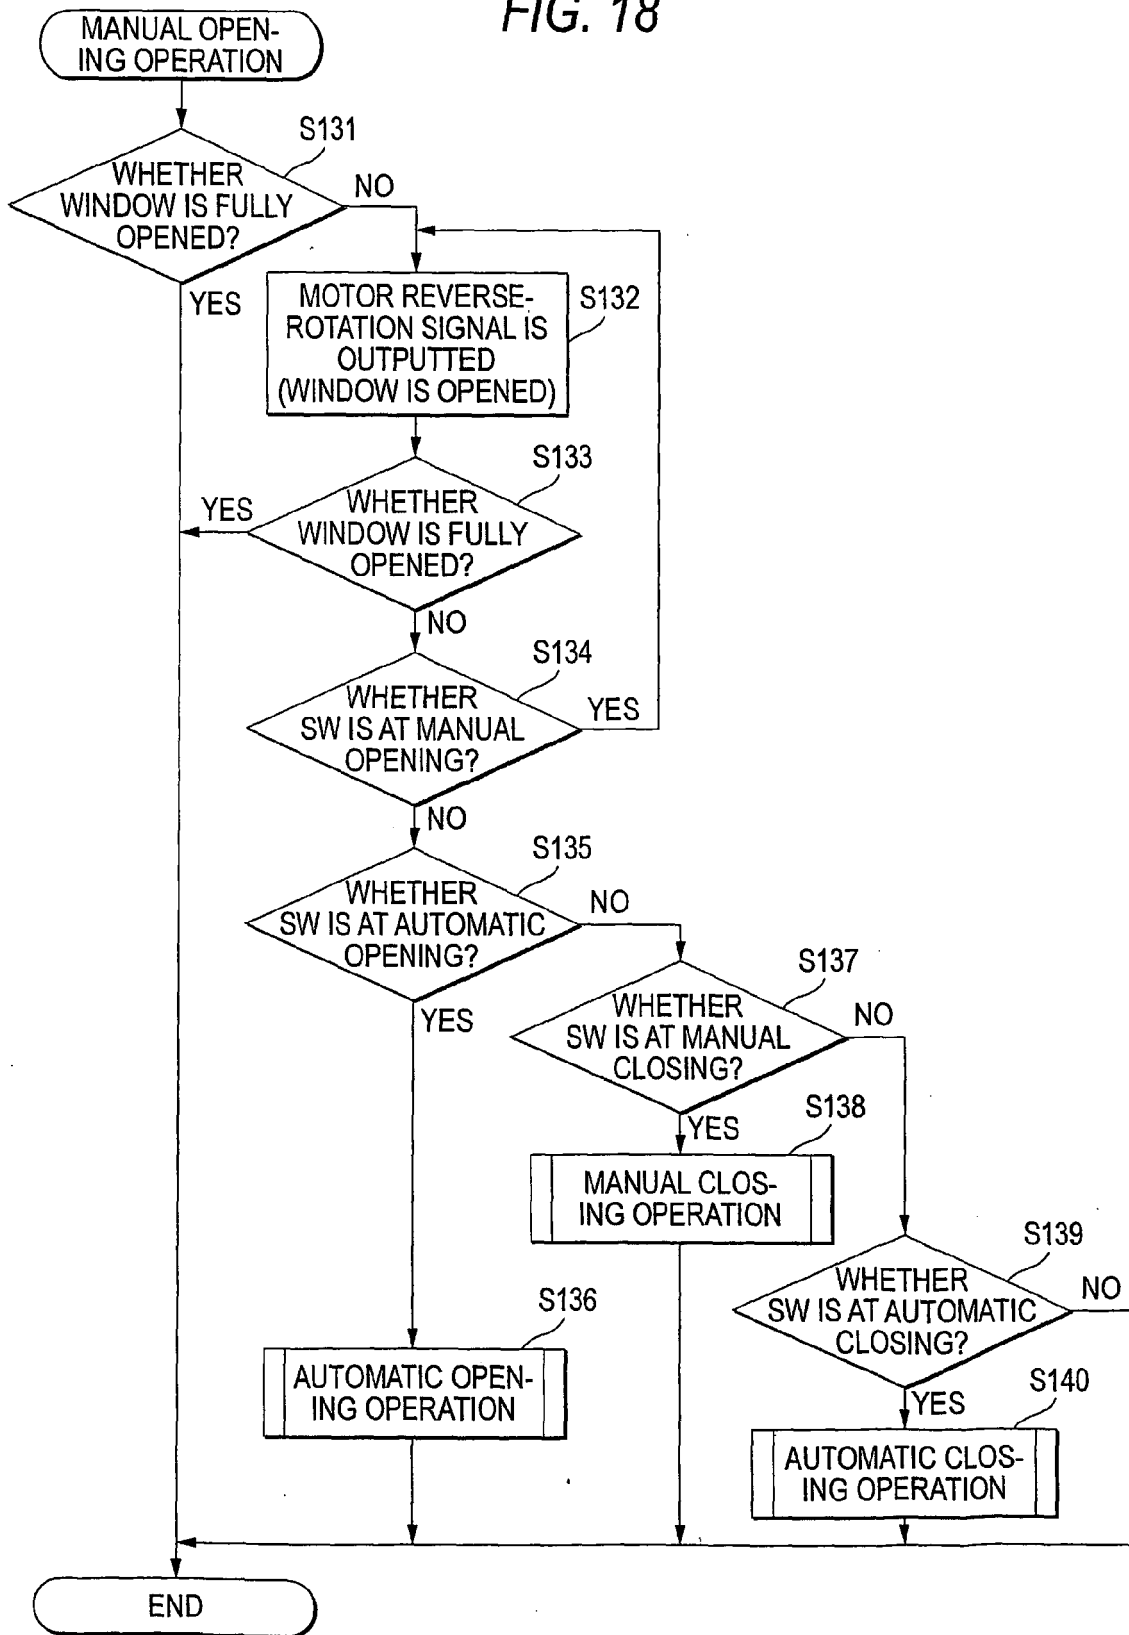 FIG. 18
MANUAL OPEN-
ING OPERATION
S131
WHETHER
WINDOW IS FULLY
OPENED?
NO
YES
MOTOR REVERSE-
ROTATION SIGNAL IS
OUTPUTTED
(WINDOW IS OPENED)
S132
S133
YES
WHETHER
WINDOW IS FULLY
OPENED?
NO
S134
WHETHER
SW IS AT MANUAL
OPENING?
YES
NO
S135
WHETHER
SW IS AT AUTOMATIC
OPENING?
NO
YES
S137
WHETHER
SW IS AT MANUAL
CLOSING?
NO
YES
S138
MANUAL CLOS-
ING OPERATION
S139
WHETHER
SW IS AT AUTOMATIC
CLOSING?
NO
YES
S136
AUTOMATIC OPEN-
ING OPERATION
S140
AUTOMATIC CLOS-
ING OPERATION
END